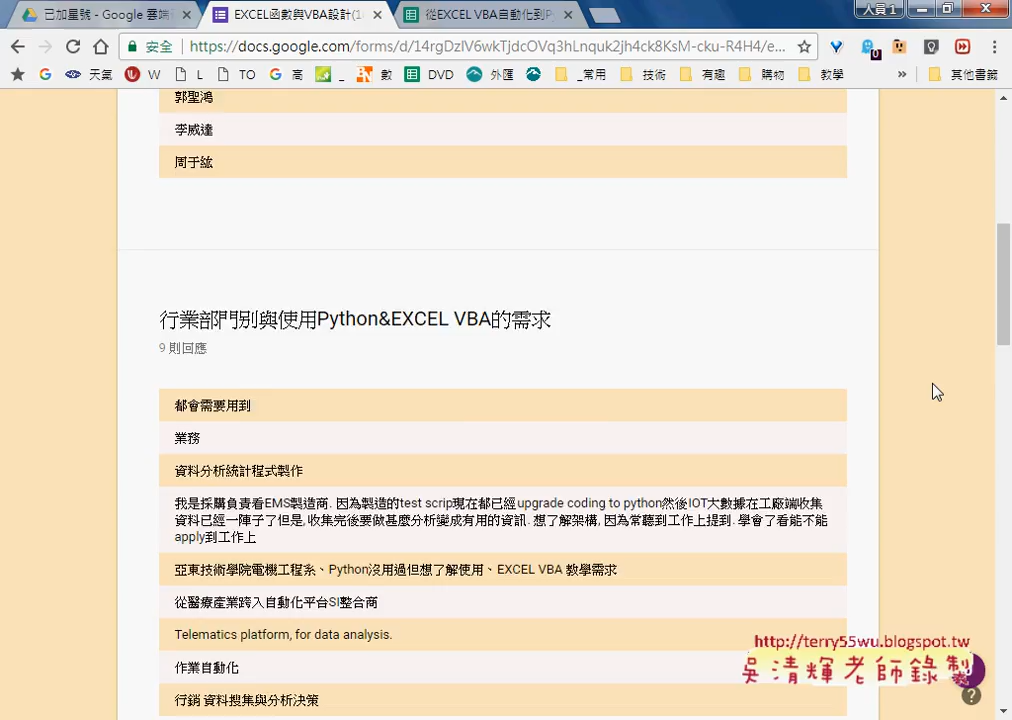 已加星號 - Google 雲端
EXCEL函數與VBA設計(1
從EXCEL VBA自動化到P
人員 1
安全
https://docs.google.com/forms/d/14rgDzIV6wkTjdcOVq3hLnquk2jh4ck8KsM-cku-R4H4/e...
天氣
W
L
TO
高
_
數
DVD
外匯
_常用
技術
有趣
購物
教學
»
其他書籤
郭聖鴻
李威達
周于紘
行業部門別與使用Python&EXCEL VBA的需求
9 則回應
都會需要用到
業務
資料分析統計程式製作
我是採購負責看EMS製造商. 因為製造的test scrip現在都已經upgrade coding to python然後IOT大數據在工廠端收集
資料已經一陣子了但是, 收集完後要做甚麼分析變成有用的資訊. 想了解架構, 因為常聽到工作上提到. 學會了看能不能
apply到工作上
亞東技術學院電機工程系、Python沒用過但想了解使用、EXCEL VBA 教學需求
從醫療產業跨入自動化平台SI整合商
Telematics platform, for data analysis.
作業自動化
行銷 資料搜集與分析決策
http://terry55wu.blogspot.tw
吳清輝老師錄製